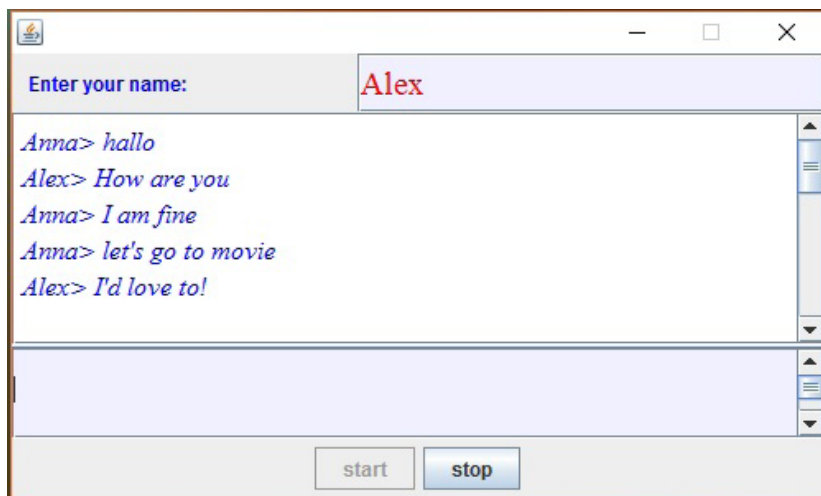 Enter your name:
Alex
Anna> hallo
Alex> How are you
Anna> I am fine
Anna> let's go to movie
Alex> I'd love to!
start
stop